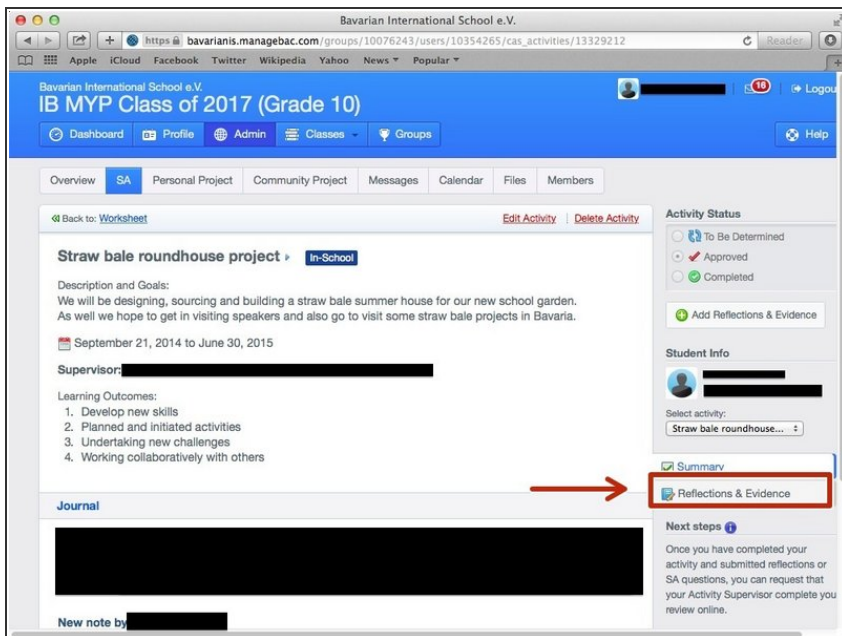 Bavarian International School e.V.
https bavarianis.managebac.com/groups/10076243/users/10354265/cas_activities/13329212
Reader
Apple iCloud Facebook Twitter Wikipedia Yahoo News Popular
Bavarian International School e.V.
IB MYP Class of 2017 (Grade 10)
16
Logou
Dashboard Profile Admin Classes Groups Help
Overview SA Personal Project Community Project Messages Calendar Files Members
Back to: Worksheet
Edit Activity Delete Activity
Straw bale roundhouse project In-School
Description and Goals:
We will be designing, sourcing and building a straw bale summer house for our new school garden.
As well we hope to get in visiting speakers and also go to visit some straw bale projects in Bavaria.
September 21, 2014 to June 30, 2015
Supervisor:
Learning Outcomes:
1. Develop new skills
2. Planned and initiated activities
3. Undertaking new challenges
4. Working collaboratively with others
Journal
New note by
Activity Status
To Be Determined
Approved
Completed
Add Reflections & Evidence
Student Info
Select activity:
Straw bale roundhouse...
Summary
Reflections & Evidence
Next steps
Once you have completed your
activity and submitted reflections or
SA questions, you can request that
your Activity Supervisor complete you
review online.